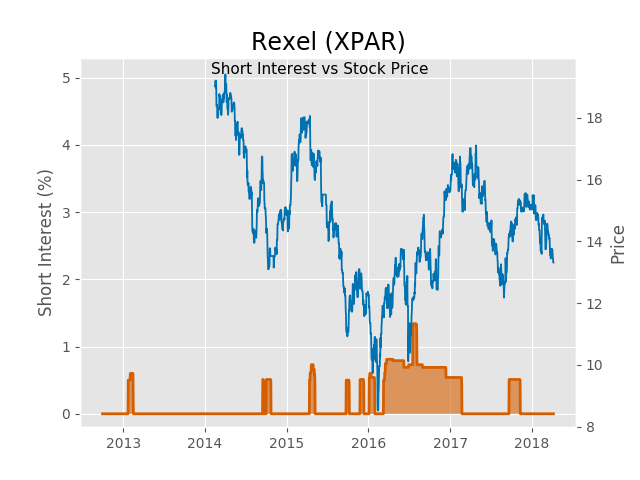 Rexel (XPAR)
Short Interest vs Stock Price
Short Interest (%)
5
4
3
2
1
0
18
16
14
12
10
8
Price
2013 2014 2015 2016 2017 2018